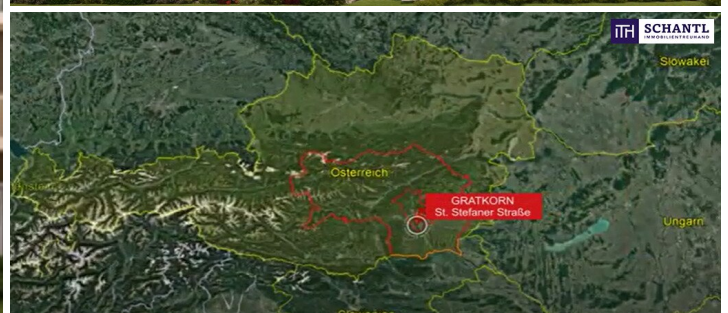 iTH SCHANTL
IMMOBILIENTREUHAND
Slowakei
Österreich
GRATKORN
St. Stefaner Straße
Ungarn